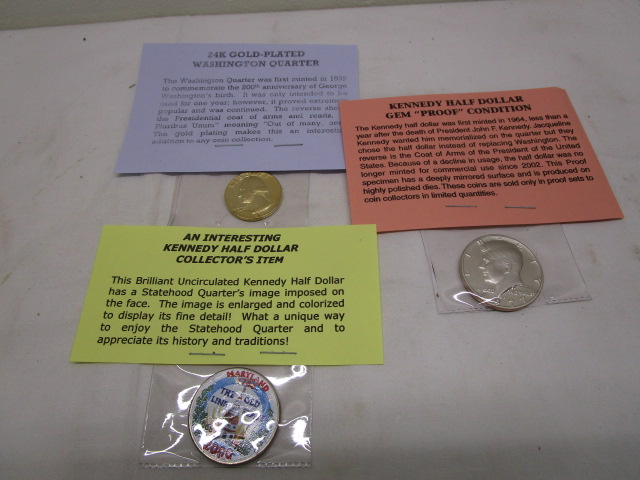 24K GOLD-PLATED
WASHINGTON QUARTER
The Washington Quarter was first minted in 1932
to commemorate the 200th anniversary of George
Washington's birth. It was only intended to be
used for one year; however, it proved extremely
popular and was continued. The reverse shows
the Presidential coat of arms and reads,
Pluribus Unum" meaning "Out of many, one
The gold plating makes this an interesting
addition to any coin collection.
KENNEDY HALF DOLLAR
GEM "PROOF" CONDITION
The Kennedy half dollar was first minted in 1964, less than a
year after the death of President John F. Kennedy. Jacqueline
Kennedy wanted him memorialized on the quarter but they
chose the half dollar instead of replacing Washington. The
reverse is the Coat of Arms of the President of the United
States. Because of a decline in usage, the half dollar was no
longer minted for commercial use since 2002. This Proof
specimen has a deeply mirrored surface and is produced on
highly polished dies. These coins are sold only in proof sets to
coin collectors in limited quantities.
AN INTERESTING
KENNEDY HALF DOLLAR
COLLECTOR'S ITEM
This Brilliant Uncirculated Kennedy Half Dollar
has a Statehood Quarter's image imposed on
the face. The image is enlarged and colorized
to display its fine detail! What a unique way
to enjoy the Statehood Quarter and to
appreciate its history and traditions!
MARYLAND
THE OLD
LINE
2000